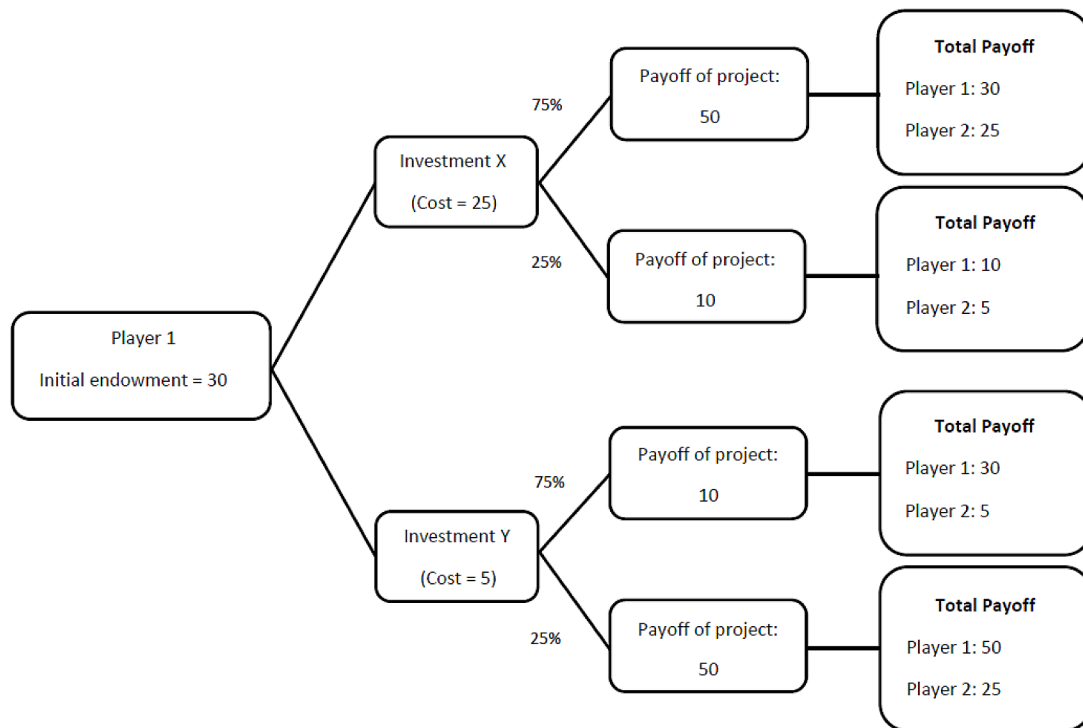 Player 1
Initial endowment = 30
Investment X
(Cost = 25)
75%
Payoff of project:
50
Total Payoff
Player 1: 30
Player 2: 25
25%
Payoff of project:
10
Total Payoff
Player 1: 10
Player 2: 5
Investment Y
(Cost = 5)
75%
Payoff of project:
10
Total Payoff
Player 1: 30
Player 2: 5
25%
Payoff of project:
50
Total Payoff
Player 1: 50
Player 2: 25